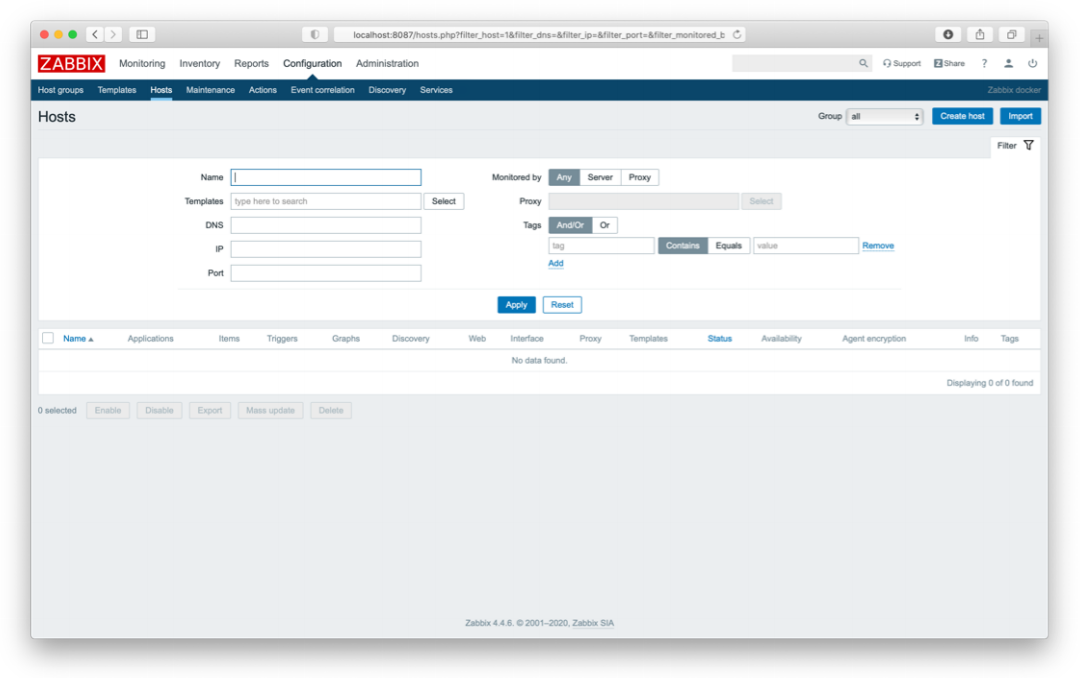 localhost:8087/hosts.php?filter_host=1&filter_dns=&filter_ip=&filter_port=&filter_monitored_b
ZABBIX Monitoring Inventory Reports Configuration Administration Support Z Share ?
Host groups Templates Hosts Maintenance Actions Event correlation Discovery Services Zabbix docker
Hosts Group all Create host Import
Filter
Name Monitored by Any Server Proxy
Templates type here to search Select Proxy Select
DNS Tags And/Or Or
IP tag Contains Equals value Remove
Add
Port
Apply Reset
Name Applications Items Triggers Graphs Discovery Web Interface Proxy Templates Status Availability Agent encryption Info Tags
No data found.
Displaying 0 of 0 found
0 selected Enable Disable Export Mass update Delete
Zabbix 4.4.6. © 2001–2020, Zabbix SIA